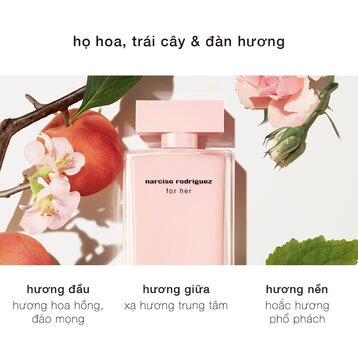 họ hoa, trái cây & đàn hương
narciso rodriguez
for her
hương đầu
hương hoa hồng,
đào mọng
hương giữa
xạ hương trung tâm
hương nền
hoắc hương
phổ phách